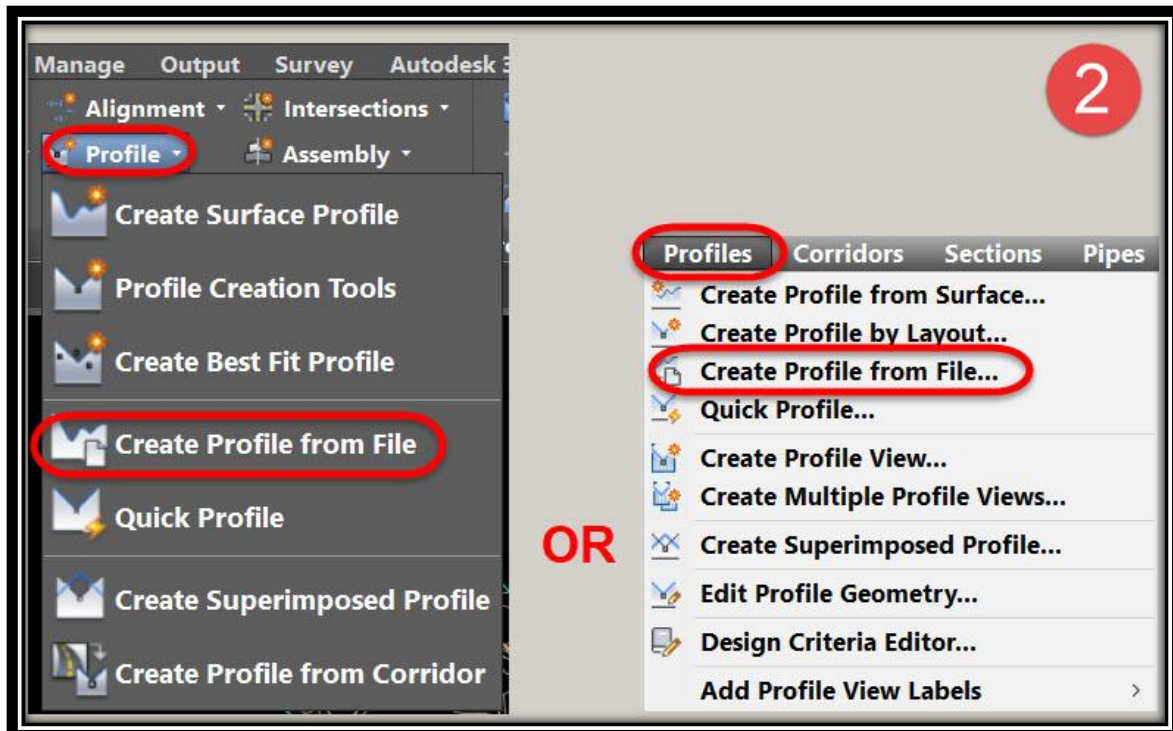 Manage Output Survey Autodesk 3
Alignment Intersections
Profile Assembly
Create Surface Profile
Profile Creation Tools
Create Best Fit Profile
Create Profile from File
Quick Profile
Create Superimposed Profile
Create Profile from Corridor
OR
2
Profiles Corridors Sections Pipes
Create Profile from Surface...
Create Profile by Layout...
Create Profile from File...
Quick Profile...
Create Profile View...
Create Multiple Profile Views...
Create Superimposed Profile...
Edit Profile Geometry...
Design Criteria Editor...
Add Profile View Labels >